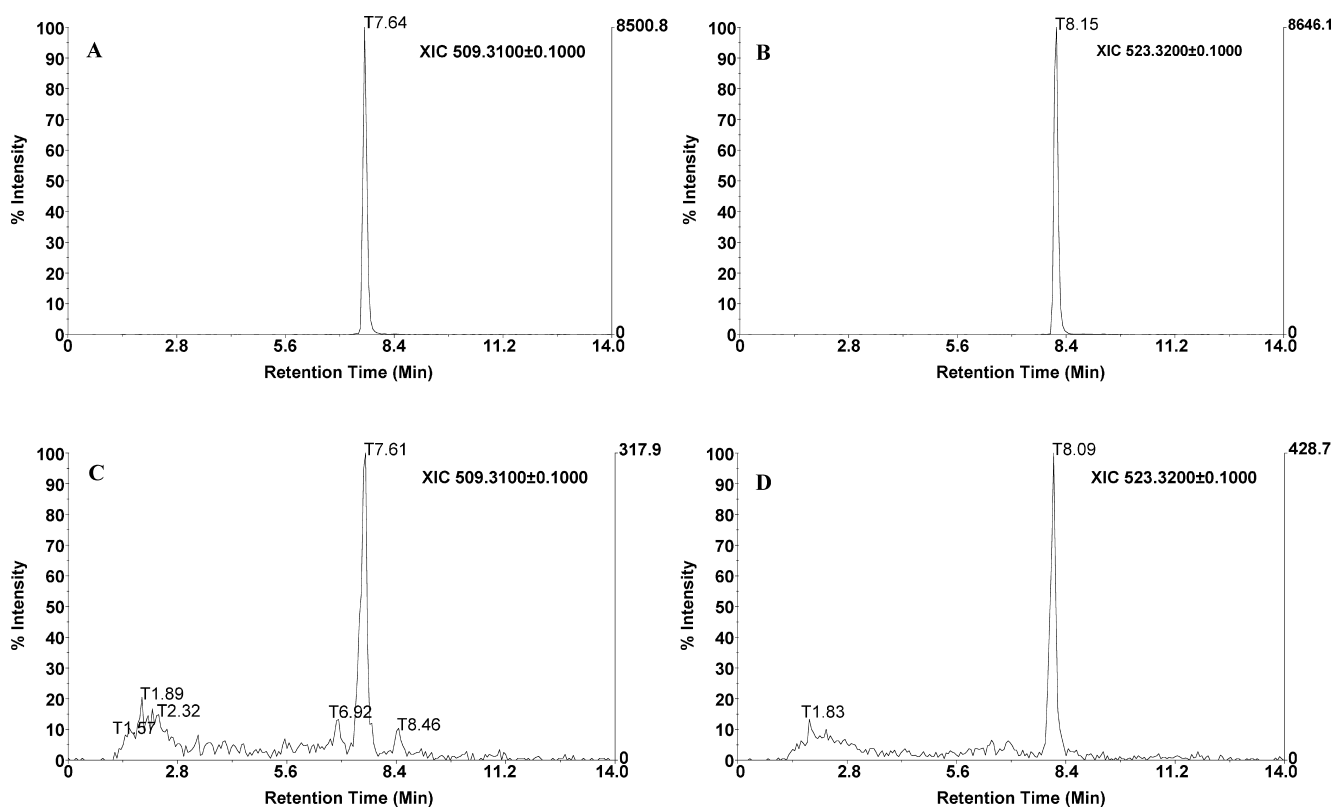 A
T7.64
XIC 509.3100±0.1000
8500.8
100
90
80
70
60
50
40
30
20
10
0
0
% Intensity
0 2.8 5.6 8.4 11.2 14.0
Retention Time (Min)
B
T8.15
XIC 523.3200±0.1000
8646.1
100
90
80
70
60
50
40
30
20
10
0
0
% Intensity
0 2.8 5.6 8.4 11.2 14.0
Retention Time (Min)
C
T7.61
XIC 509.3100±0.1000
317.9
100
90
80
70
60
50
40
30
20
10
0
0
% Intensity
T1.89
T2.32
T1.57
T6.92
T8.46
0 2.8 5.6 8.4 11.2 14.0
Retention Time (Min)
D
T8.09
XIC 523.3200±0.1000
428.7
100
90
80
70
60
50
40
30
20
10
0
0
% Intensity
T1.83
0 2.8 5.6 8.4 11.2 14.0
Retention Time (Min)